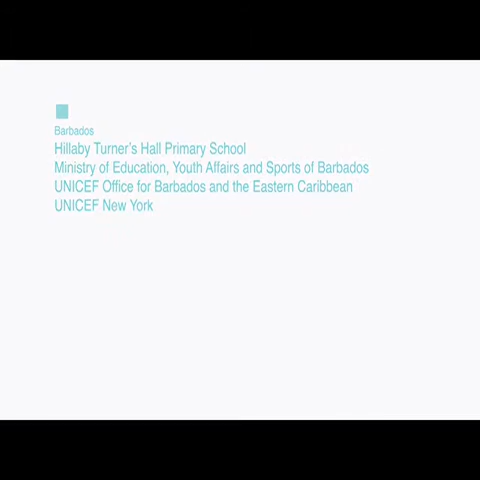 Barbados
Hillaby Turner's Hall Primary School
Ministry of Education, Youth Affairs and Sports of Barbados
UNICEF Office for Barbados and the Eastern Caribbean
UNICEF New York